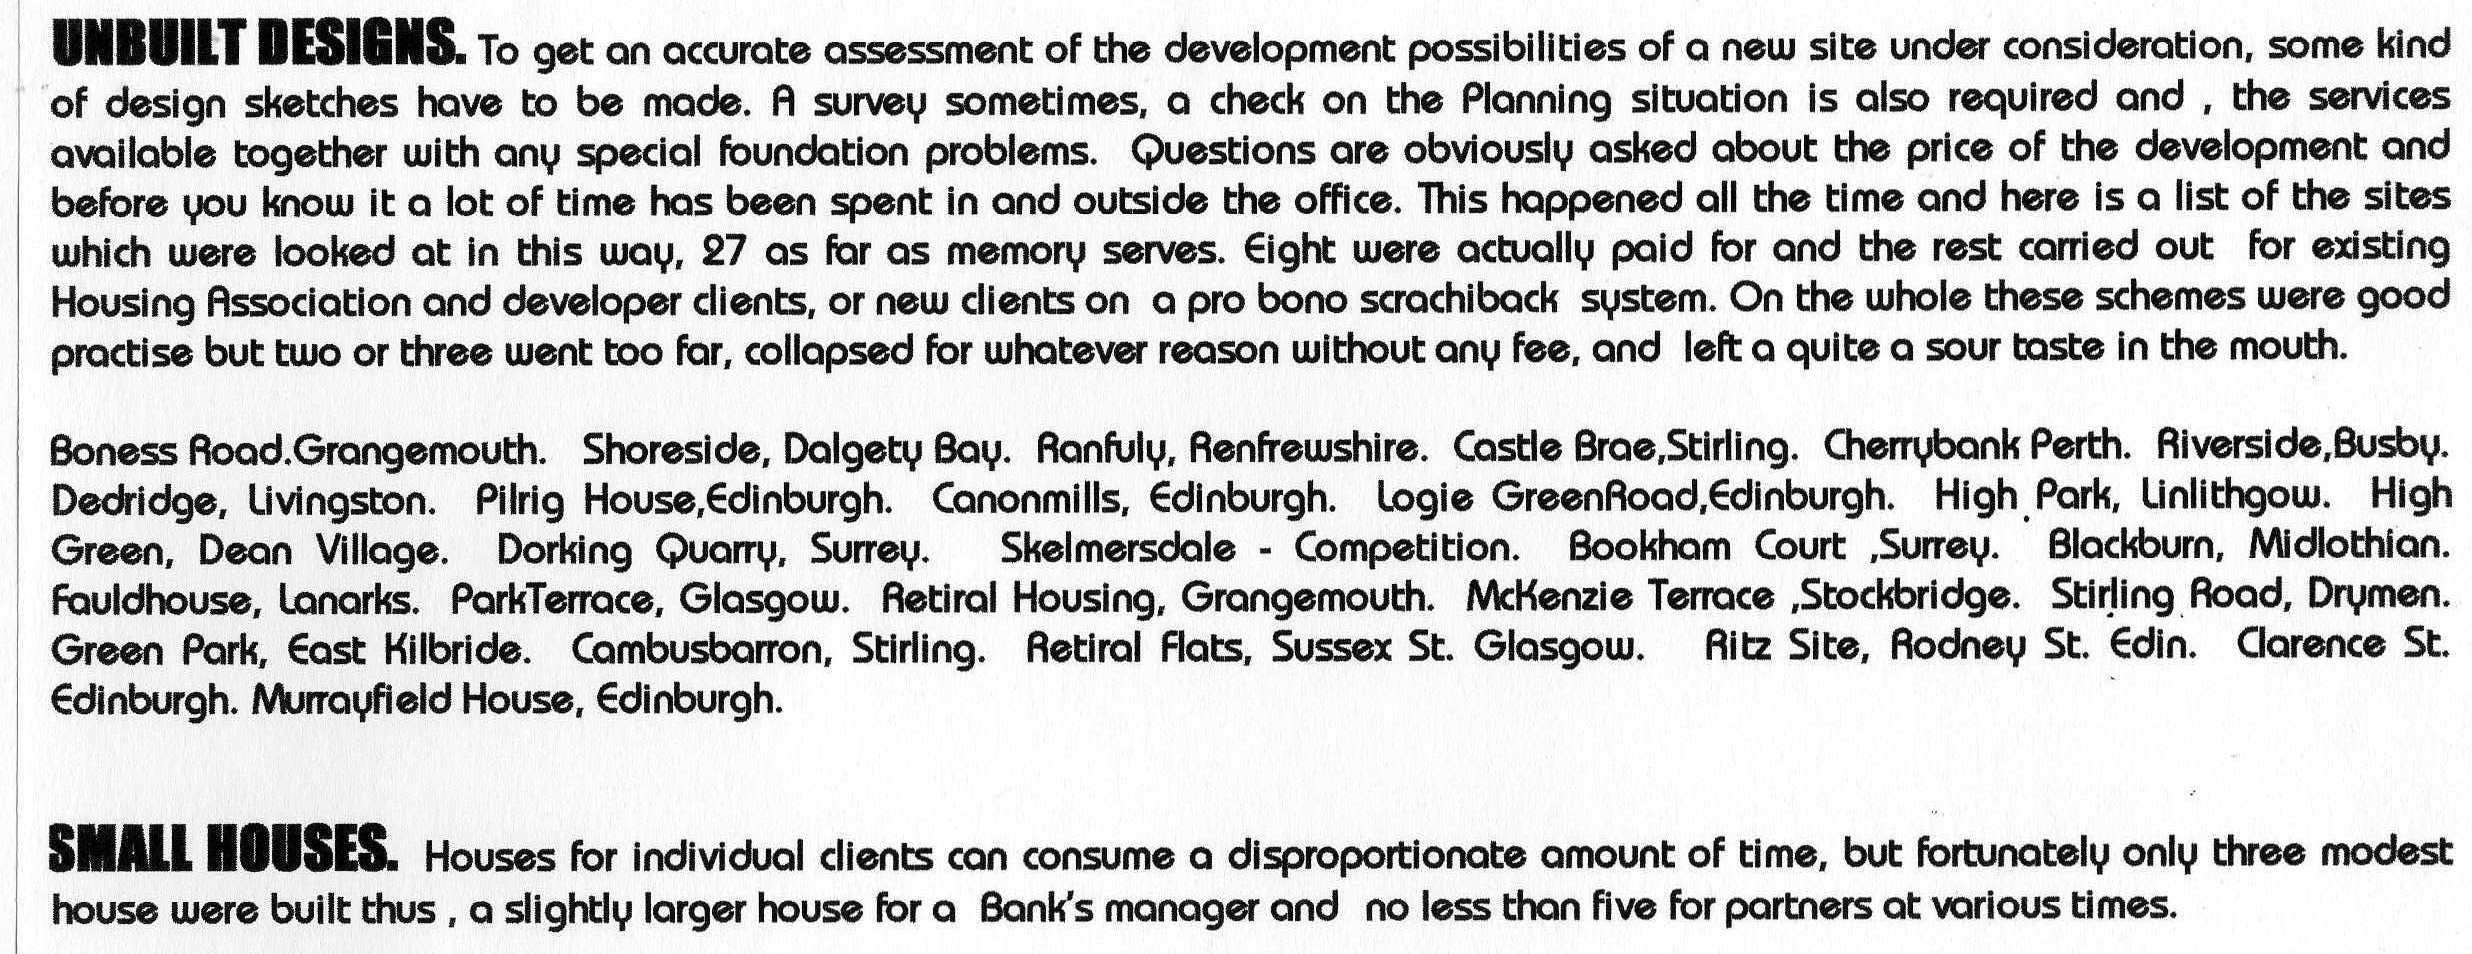 UNBUILT DESIGNS. To get an accurate assessment of the development possibilities of a new site under consideration, some kind
of design sketches have to be made. A survey sometimes, a check on the Planning situation is also required and , the services
available together with any special foundation problems. Questions are obviously asked about the price of the development and
before you know it a lot of time has been spent in and outside the office. This happened all the time and here is a list of the sites
which were looked at in this way, 27 as far as memory serves. Eight were actually paid for and the rest carried out for existing
Housing Association and developer clients, or new clients on a pro bono scrachiback system. On the whole these schemes were good
practise but two or three went too far, collapsed for whatever reason without any fee, and left a quite a sour taste in the mouth.
Boness Road.Grangemouth. Shoreside, Dalgety Bay. Ranfuly, Renfrewshire. Castle Brae,Stirling. Cherrybank Perth. Riverside,Busby.
Dedridge, Livingston. Pilrig House,Edinburgh. Canonmills, Edinburgh. Logie GreenRoad,Edinburgh. High Park, Linlithgow. High
Green, Dean Village. Dorking Quarry, Surrey. Skelmersdale - Competition. Bookham Court ,Surrey. Blackburn, Midlothian.
Fauldhouse, Lanarks. ParkTerrace, Glasgow. Retiral Housing, Grangemouth. McKenzie Terrace ,Stockbridge. Stirling Road, Drymen.
Green Park, East Kilbride. Cambusbarron, Stirling. Retiral Flats, Sussex St. Glasgow. Ritz Site, Rodney St. Edin. Clarence St.
Edinburgh. Murrayfield House, Edinburgh.
SMALL HOUSES. Houses for individual clients can consume a disproportionate amount of time, but fortunately only three modest
house were built thus , a slightly larger house for a Bank's manager and no less than five for partners at various times.